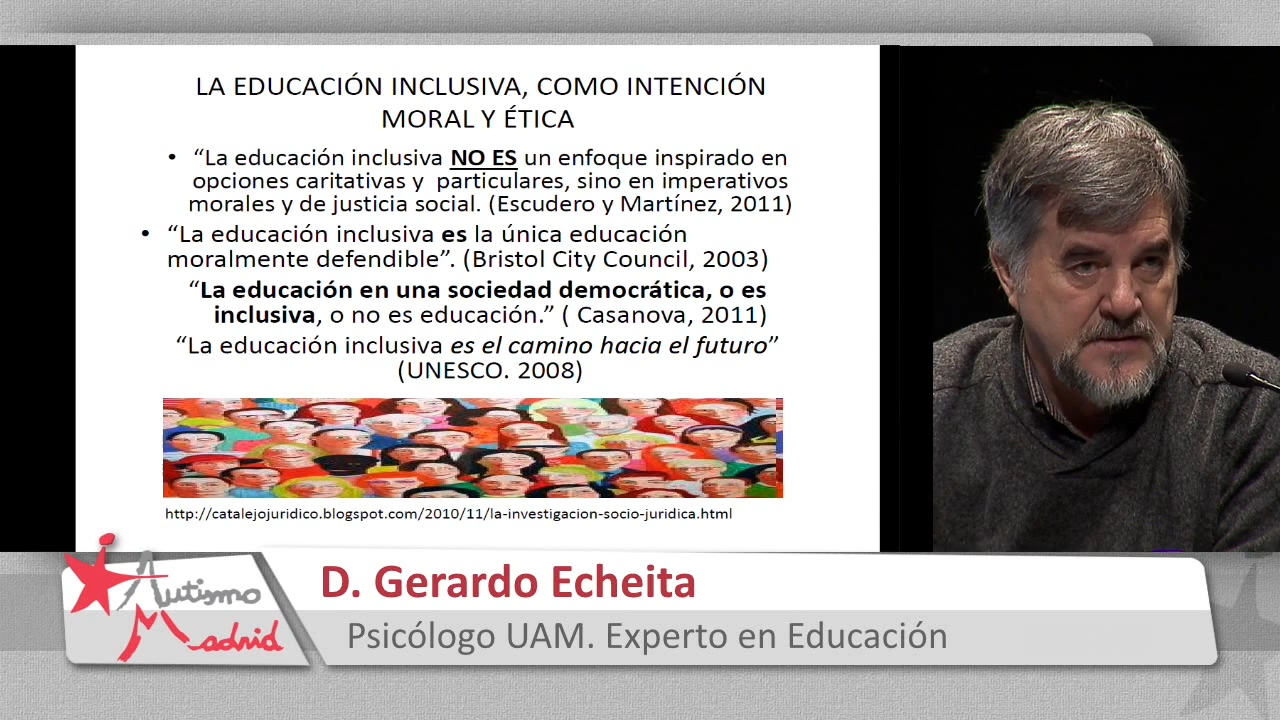 LA EDUCACIÓN INCLUSIVA, COMO INTENCIÓN
MORAL Y ÉTICA
• “La educación inclusiva NO ES un enfoque inspirado en
opciones caritativas y particulares, sino en imperativos
morales y de justicia social. (Escudero y Martínez, 2011)
• “La educación inclusiva es la única educación
moralmente defendible”. (Bristol City Council, 2003)
“La educación en una sociedad democrática, o es
inclusiva, o no es educación.” ( Casanova, 2011)
“La educación inclusiva es el camino hacia el futuro”
(UNESCO. 2008)
http://catalejojuridico.blogspot.com/2010/11/la-investigacion-socio-juridica.html
Autismo
Madrid
D. Gerardo Echeita
Psicólogo UAM. Experto en Educación